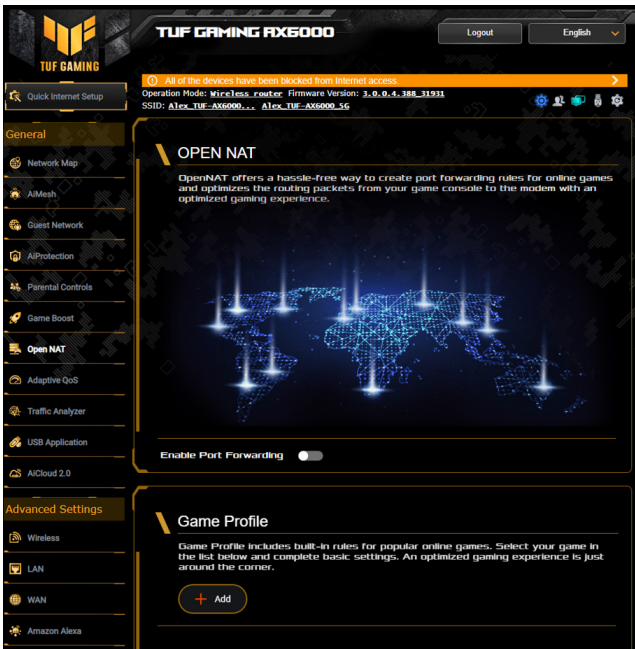 TUF GAMING
TUF GAMING AX6000
Logout
English
Quick Internet Setup
All of the devices have been blocked from Internet access.
Operation Mode: Wireless router Firmware Version: 3.0.0.4.388_31931
SSID: Alex_TUF-AX6000... Alex_TUF-AX6000_5G
General
Network Map
AiMesh
Guest Network
AiProtection
Parental Controls
Game Boost
Open NAT
Adaptive QoS
Traffic Analyzer
USB Application
AiCloud 2.0
Advanced Settings
Wireless
LAN
WAN
Amazon Alexa
OPEN NAT
OpenNAT offers a hassle-free way to create port forwarding rules for online games
and optimizes the routing packets from your game console to the modem with an
optimized gaming experience.
Enable Port Forwarding
Game Profile
Game Profile includes built-in rules for popular online games. Select your game in
the list below and complete basic settings. An optimized gaming experience is just
around the corner.
Add